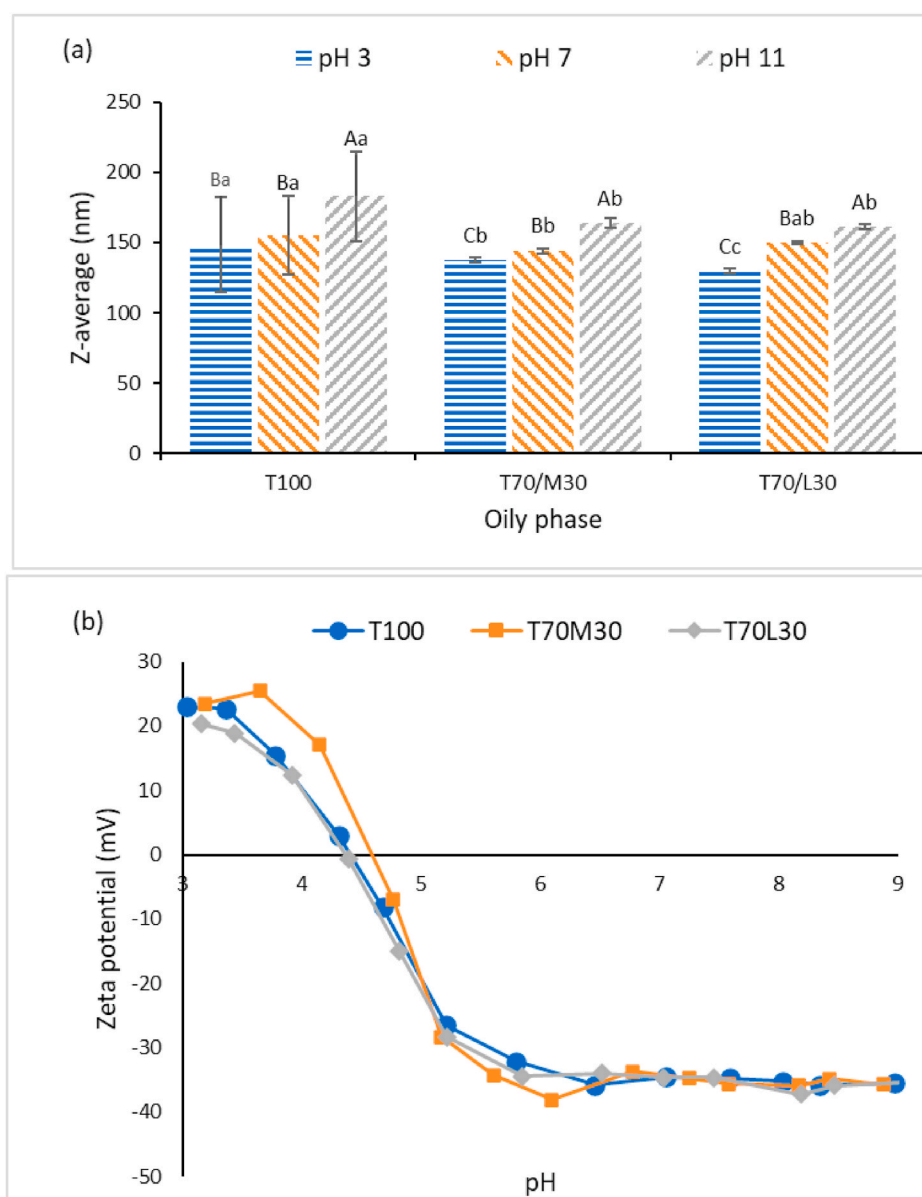 (a)
pH 3 pH 7 pH 11
250
200
150
100
50
0
Z-average (nm)
Ba Ba Aa
Cb Bb Ab
Cc Bab Ab
T100 T70/M30 T70/L30
Oily phase
(b)
T100 T70M30 T70L30
30
20
10
0
-10
-20
-30
-40
-50
Zeta potential (mV)
3 4 5 6 7 8 9
pH